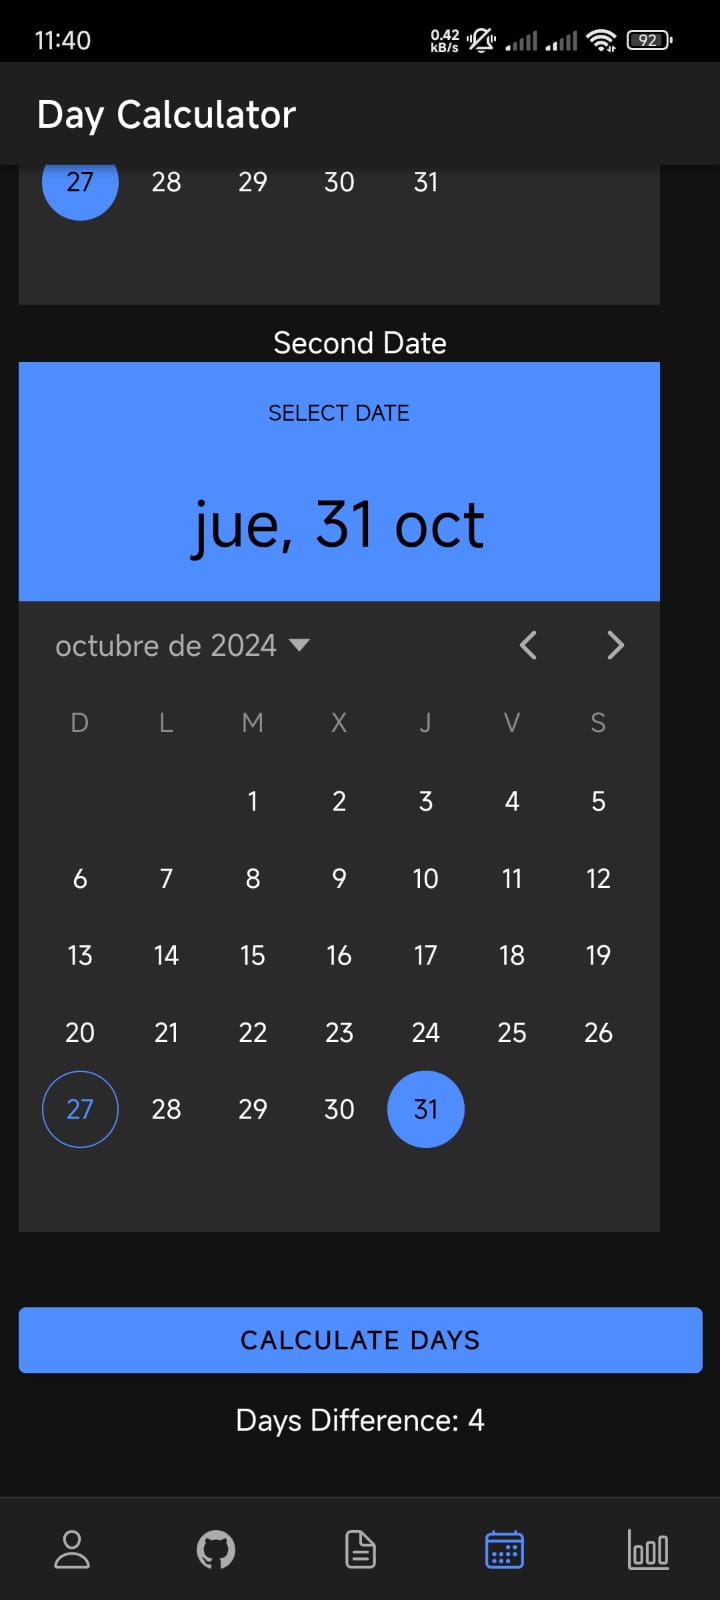 11:40 0.42 kB/s 92
Day Calculator
27 28 29 30 31
Second Date
SELECT DATE
jue, 31 oct
octubre de 2024
D L M X J V S
1 2 3 4 5
6 7 8 9 10 11 12
13 14 15 16 17 18 19
20 21 22 23 24 25 26
27 28 29 30 31
CALCULATE DAYS
Days Difference: 4